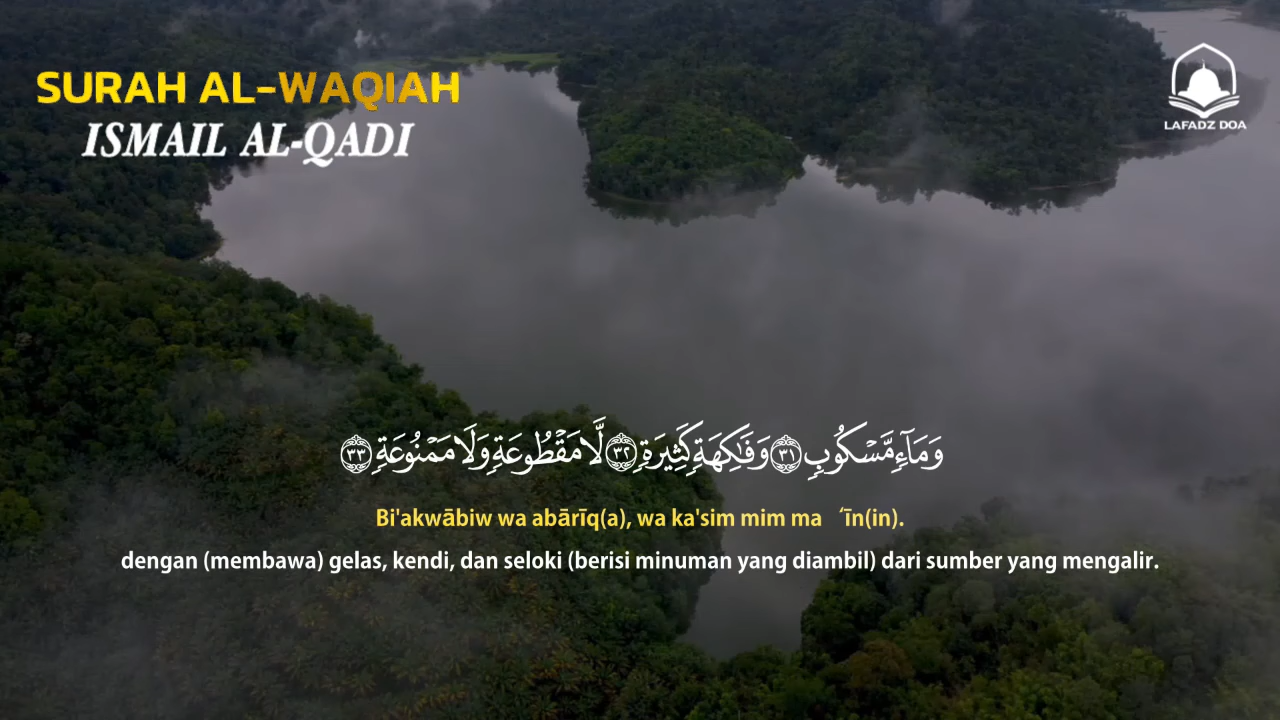 SURAH AL-WAQIAH
ISMAIL AL-QADI
LAFADZ DOA
وَمَآءٍ مَّسْكُوبٍ ۝٣١ وَفَٰكِهَةٍ كَثِيرَةٍ ۝٣٢ لَّا مَقْطُوعَةٍ وَلَا مَمْنُوعَةٍ ۝٣٣
Bi'akwābiw wa abārīq(a), wa ka'sim mim ma ‘īn(in).
dengan (membawa) gelas, kendi, dan seloki (berisi minuman yang diambil) dari sumber yang mengalir.